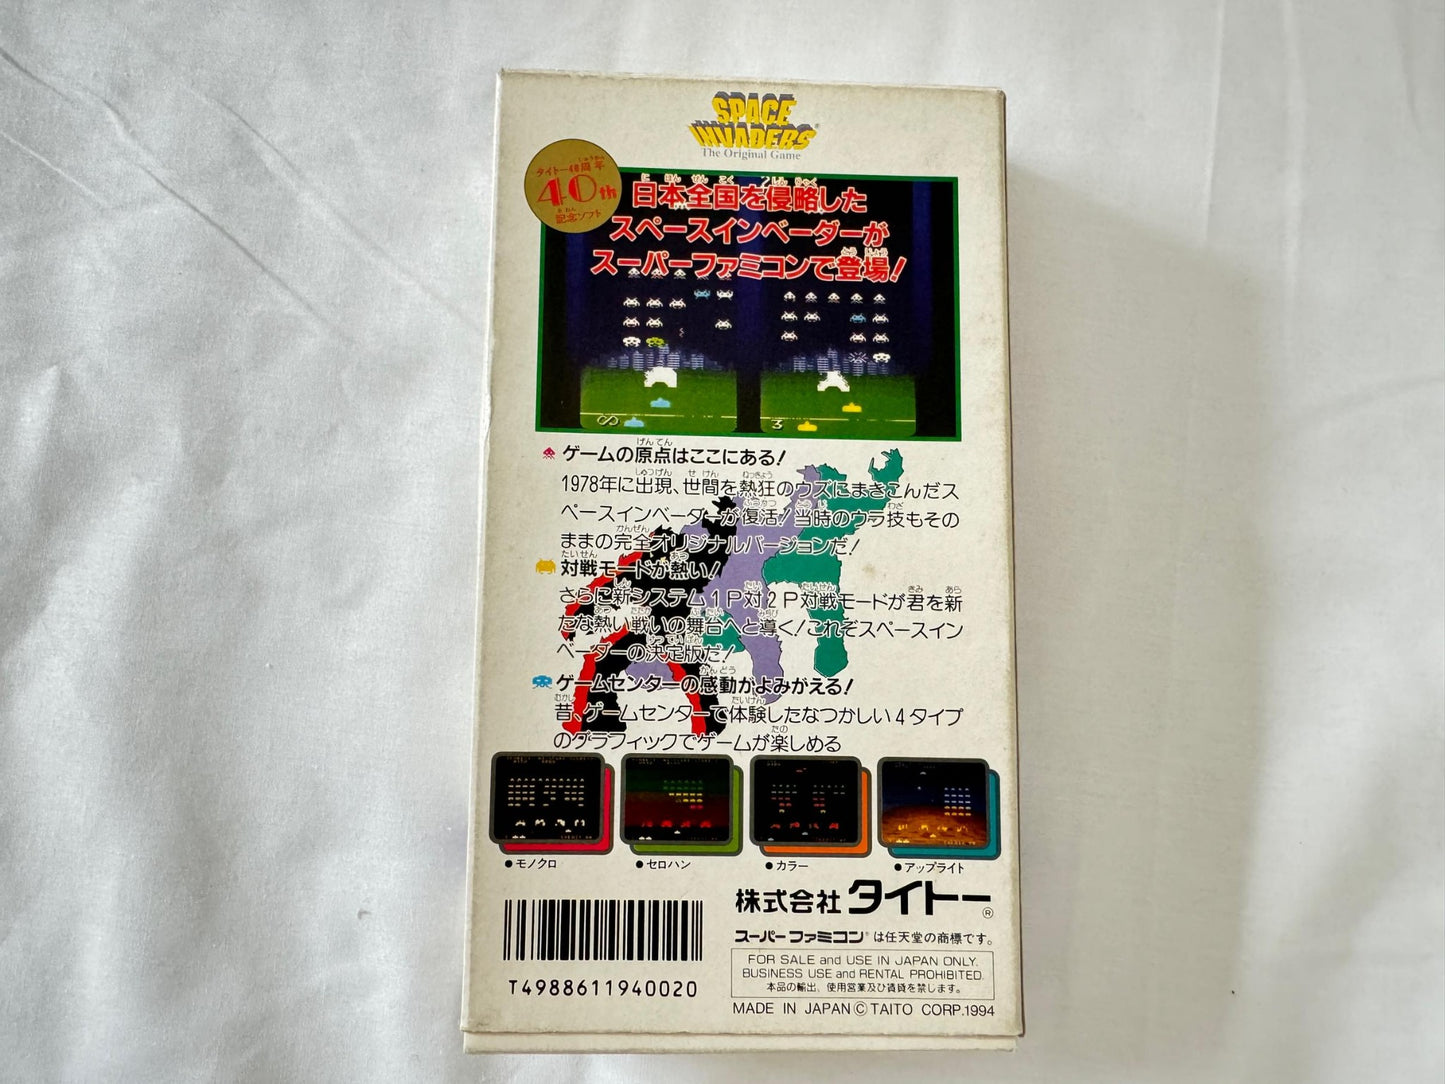 SPACE
INVADERS®
The Original Game
タイトー40周年
40th
記念ソフト
日本全国を侵略した
スペースインベーダーが
スーパーファミコンで登場!
∞
3
ゲームの原点はここにある!
1978年に出現、世間を熱狂のウズにまきこんだス
ペースインベーダーが復活!当時のウラ技もその
ままの完全オリジナルバージョンだ!
対戦モードが熱い!
さらに新システム1P対2P対戦モードが君を新
たな熱い戦いの舞台へと導く!これぞスペースイン
ベーダーの決定版だ!
ゲームセンターの感動がよみがえる!
昔、ゲームセンターで体験したなつかしい4タイプ
のグラフィックでゲームが楽しめる
●モノクロ
●セロハン
●カラー
●アップライト
株式会社タイトー®
スーパーファミコン®は任天堂の商標です。
FOR SALE and USE IN JAPAN ONLY.
BUSINESS USE and RENTAL PROHIBITED.
本品の輸出、使用営業及び賃貸を禁じます。
MADE IN JAPAN © TAITO CORP.1994
T4988611940020